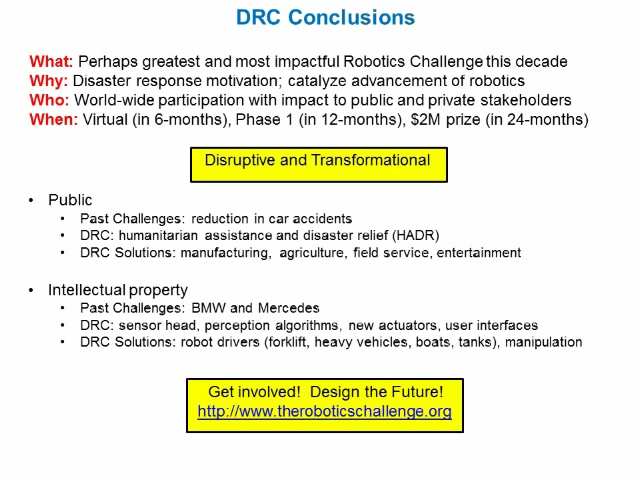 DRC Conclusions
What: Perhaps greatest and most impactful Robotics Challenge this decade
Why: Disaster response motivation; catalyze advancement of robotics
Who: World-wide participation with impact to public and private stakeholders
When: Virtual (in 6-months), Phase 1 (in 12-months), $2M prize (in 24-months)
Disruptive and Transformational
• Public
• Past Challenges: reduction in car accidents
• DRC: humanitarian assistance and disaster relief (HADR)
• DRC Solutions: manufacturing, agriculture, field service, entertainment
• Intellectual property
• Past Challenges: BMW and Mercedes
• DRC: sensor head, perception algorithms, new actuators, user interfaces
• DRC Solutions: robot drivers (forklift, heavy vehicles, boats, tanks), manipulation
Get involved! Design the Future!
http://www.theroboticschallenge.org